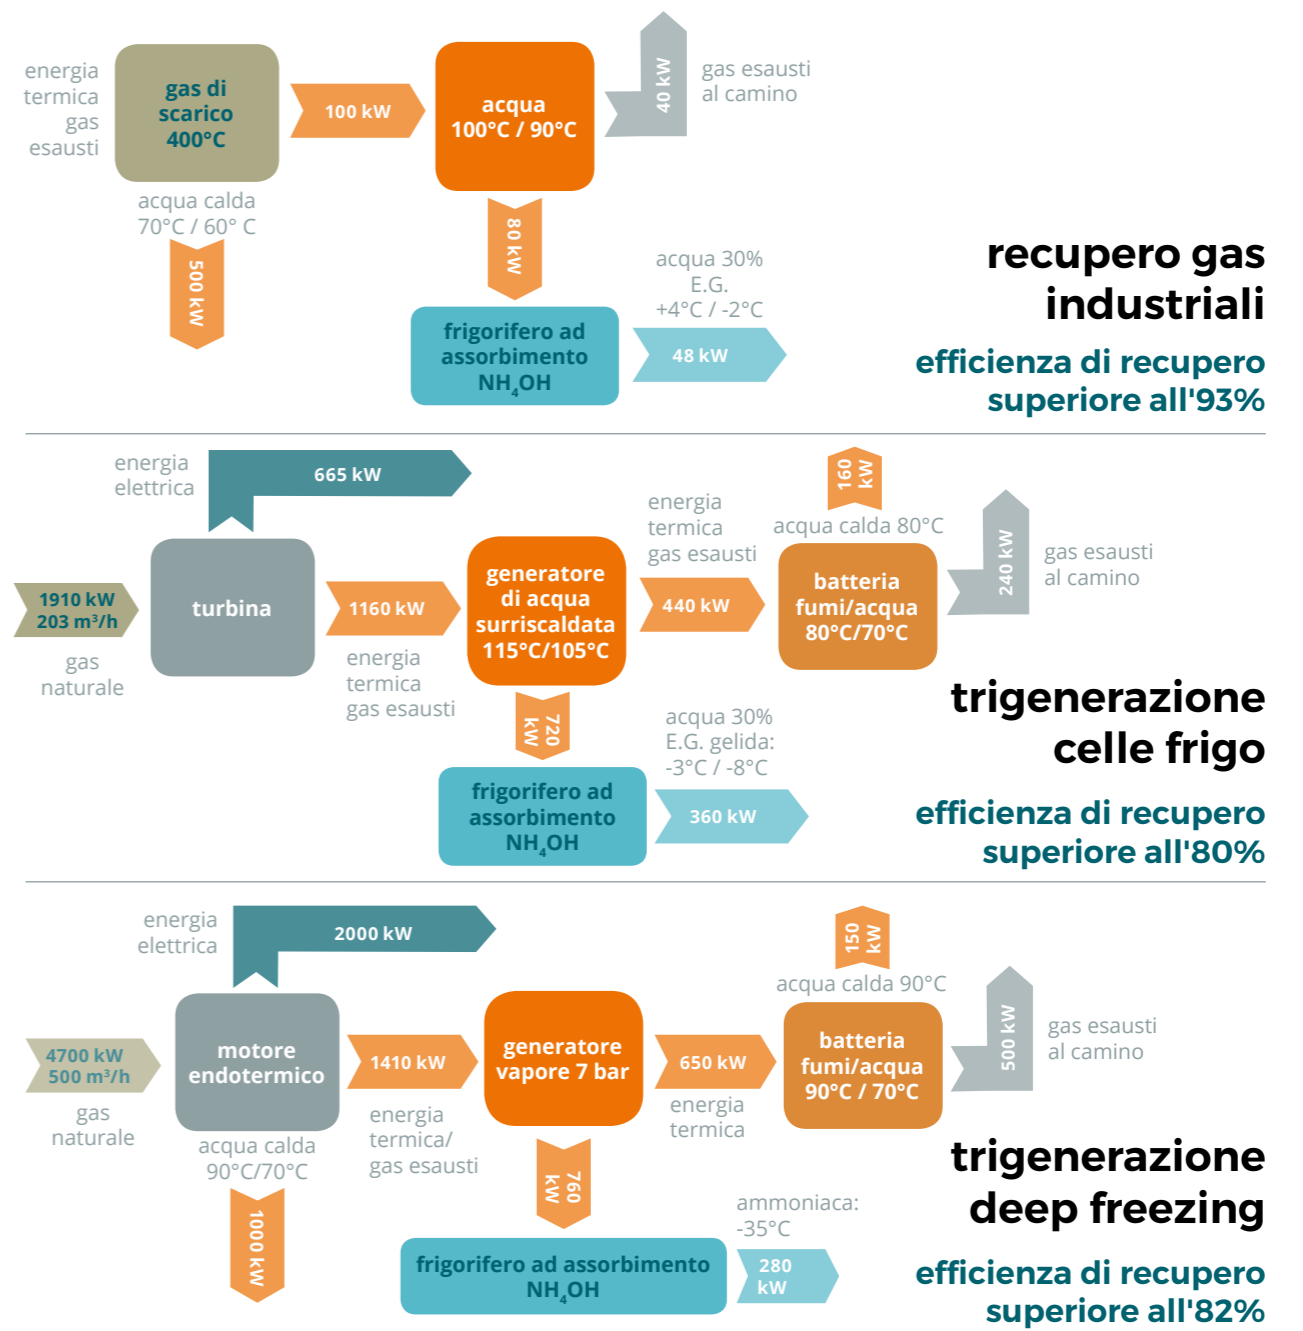 energia
termica
gas
esausti
gas di
scarico
400°C
100 kW
acqua
100°C / 90°C
40 kW
gas esausti
al camino
acqua calda
70°C / 60° C
500 kW
80 kW
acqua 30%
E.G.
+4°C / -2°C
frigorifero ad
assorbimento
NH4OH
48 kW
recupero gas
industriali
efficienza di recupero
superiore all'93%
energia
elettrica
665 kW
1910 kW
203 m³/h
gas
naturale
turbina
1160 kW
energia
termica
gas esausti
generatore
di acqua
surriscaldata
115°C/105°C
energia
termica
gas esausti
440 kW
160
kW
acqua calda 80°C
batteria
fumi/acqua
80°C/70°C
240 kW
gas esausti
al camino
720
kW
acqua 30%
E.G. gelida:
-3°C / -8°C
frigorifero ad
assorbimento
NH4OH
360 kW
trigenerazione
celle frigo
efficienza di recupero
superiore all'80%
energia
elettrica
2000 kW
4700 kW
500 m³/h
gas
naturale
motore
endotermico
acqua calda
90°C/70°C
1000 kW
1410 kW
energia
termica/
gas esausti
generatore
vapore 7 bar
650 kW
energia
termica
150
kW
acqua calda 90°C
batteria
fumi/acqua
90°C / 70°C
500 kW
gas esausti
al camino
760
kW
ammoniaca:
-35°C
frigorifero ad assorbimento
NH4OH
280
kW
trigenerazione
deep freezing
efficienza di recupero
superiore all'82%